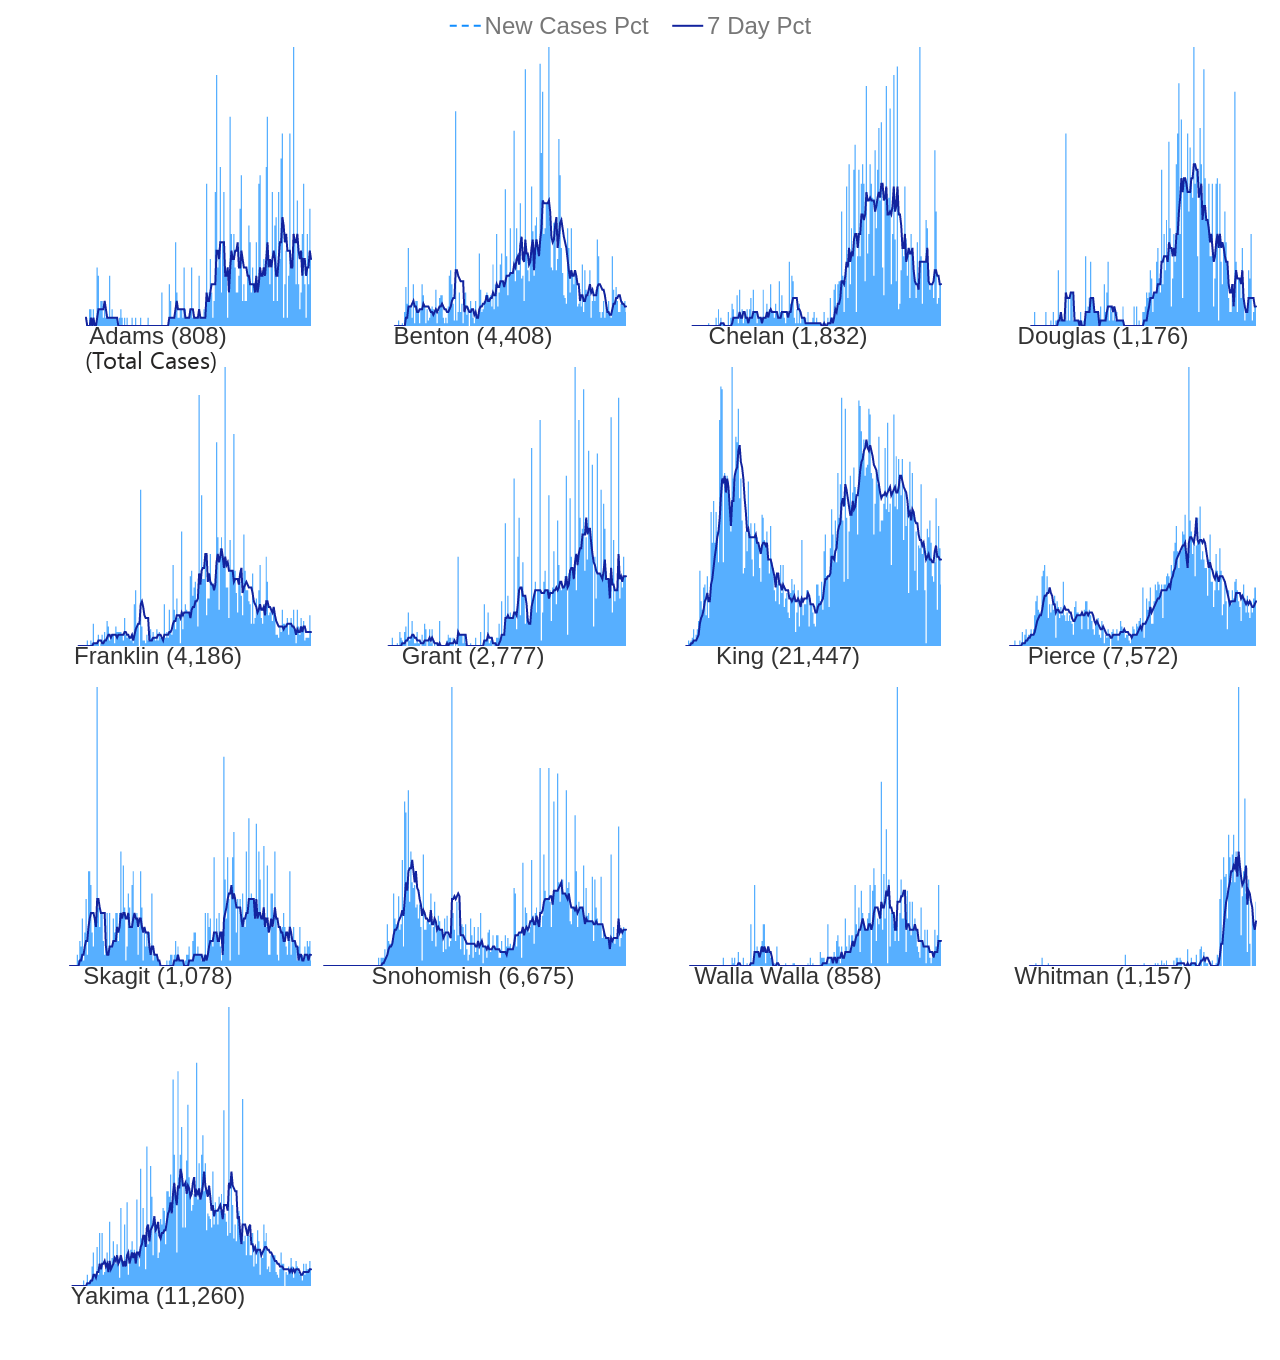 New Cases Pct 7 Day Pct
Adams (808) Benton (4,408) Chelan (1,832) Douglas (1,176)
(Total Cases)
Franklin (4,186) Grant (2,777) King (21,447) Pierce (7,572)
Skagit (1,078) Snohomish (6,675) Walla Walla (858) Whitman (1,157)
Yakima (11,260)